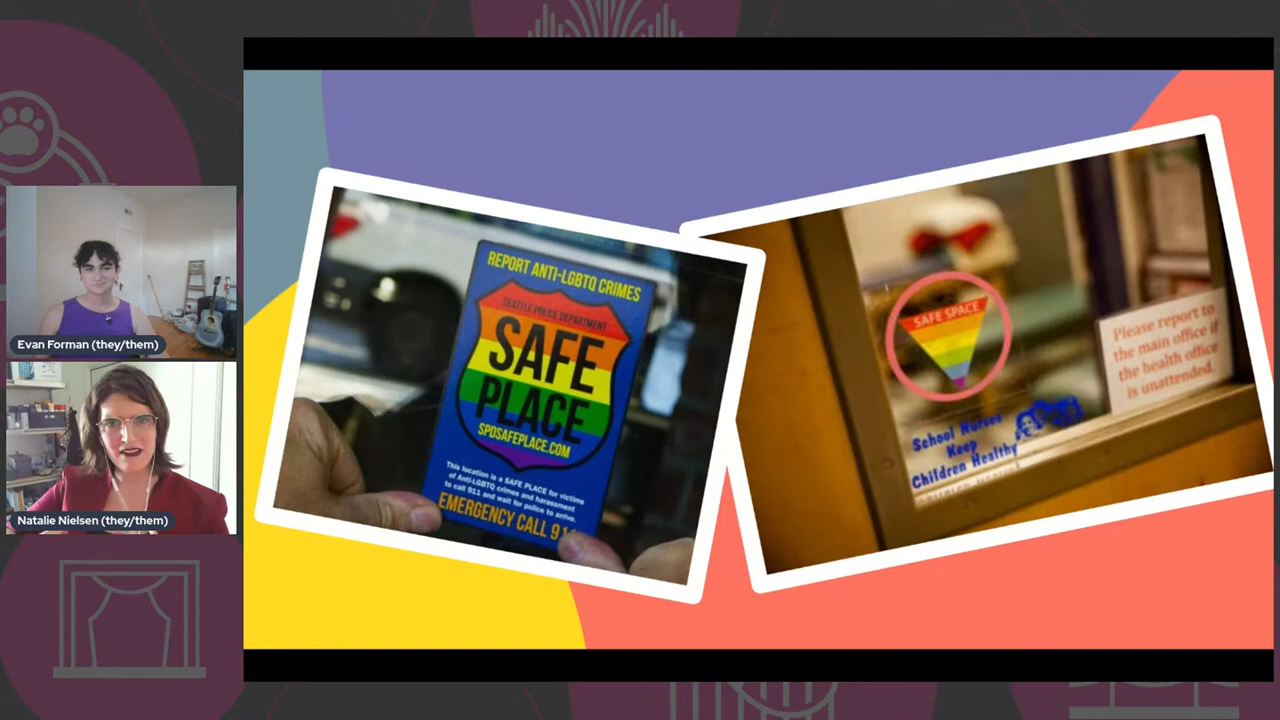 Evan Forman (they/them)
Natalie Nielsen (they/them)
REPORT ANTI-LGBTQ CRIMES
SEATTLE POLICE DEPARTMENT
SAFE
PLACE
SPDSAFEPLACE.COM
This location is a SAFE PLACE for victims
of Anti-LGBTQ crimes and harassment
to call 911 and wait for police to arrive.
EMERGENCY CALL 911
SAFE SPACE
School Nurses
Keep
Children Healthy
Please report to
the main office if
the health office
is unattended.